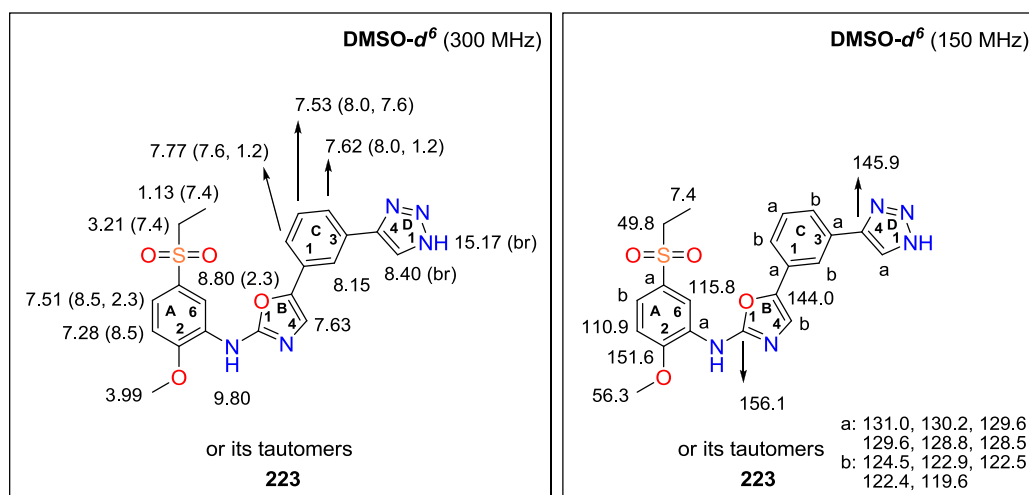 DMSO-d⁶ (300 MHz)
7.53 (8.0, 7.6)
7.77 (7.6, 1.2)
7.62 (8.0, 1.2)
1.13 (7.4)
3.21 (7.4)
O S O
N N
D
4 1
NH 15.17 (br)
C
1 3
8.40 (br)
8.15
8.80 (2.3)
7.51 (8.5, 2.3)
A 6
2
7.28 (8.5)
O B
1 4
7.63
N
N
H
O
3.99
9.80
or its tautomers
223
DMSO-d⁶ (150 MHz)
145.9
7.4
49.8
a b
N N
D
4 1
NH
C
1 3
a
b
a
b
a
O S O
a
115.8
b
A 6
2
a
110.9
151.6
O B
1 4
144.0
b
N
N
H
O
56.3
156.1
or its tautomers
223
a: 131.0, 130.2, 129.6
129.6, 128.8, 128.5
b: 124.5, 122.9, 122.5
122.4, 119.6